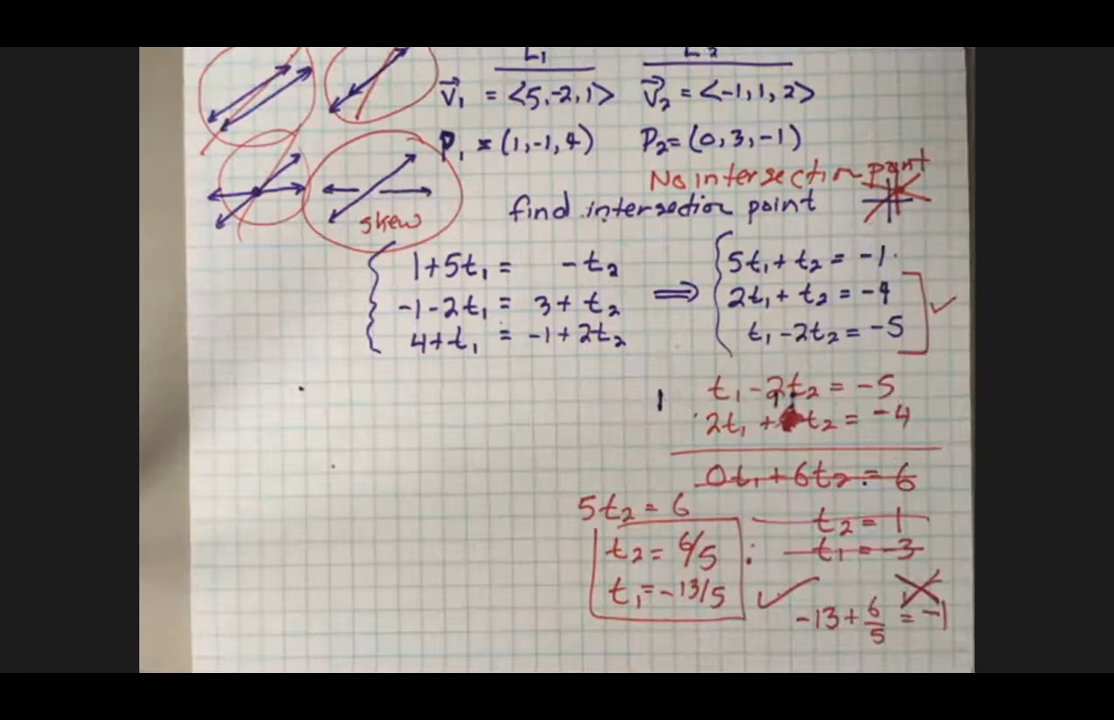 L₁ L₂
v⃗₁ = <5,-2,1> v⃗₂ = <-1,1,2>
P₁ = (1,-1,4) P₂= (0,3,-1)
No intersection point
find intersection point
skew
1+5t₁ = -t₂ ⟹ 5t₁+t₂ = -1
-1-2t₁ = 3+t₂ 2t₁+t₂ = -4
4+t₁ = -1+2t₂ t₁-2t₂ = -5
t₁-2t₂ = -5
2t₁ + t₂ = -4
0t₁+6t₂ = 6
5t₂ = 6
t₂ = 1
t₂ = 6/5 t₁ = -3
t₁ = -13/5
-13+6/5 = -1